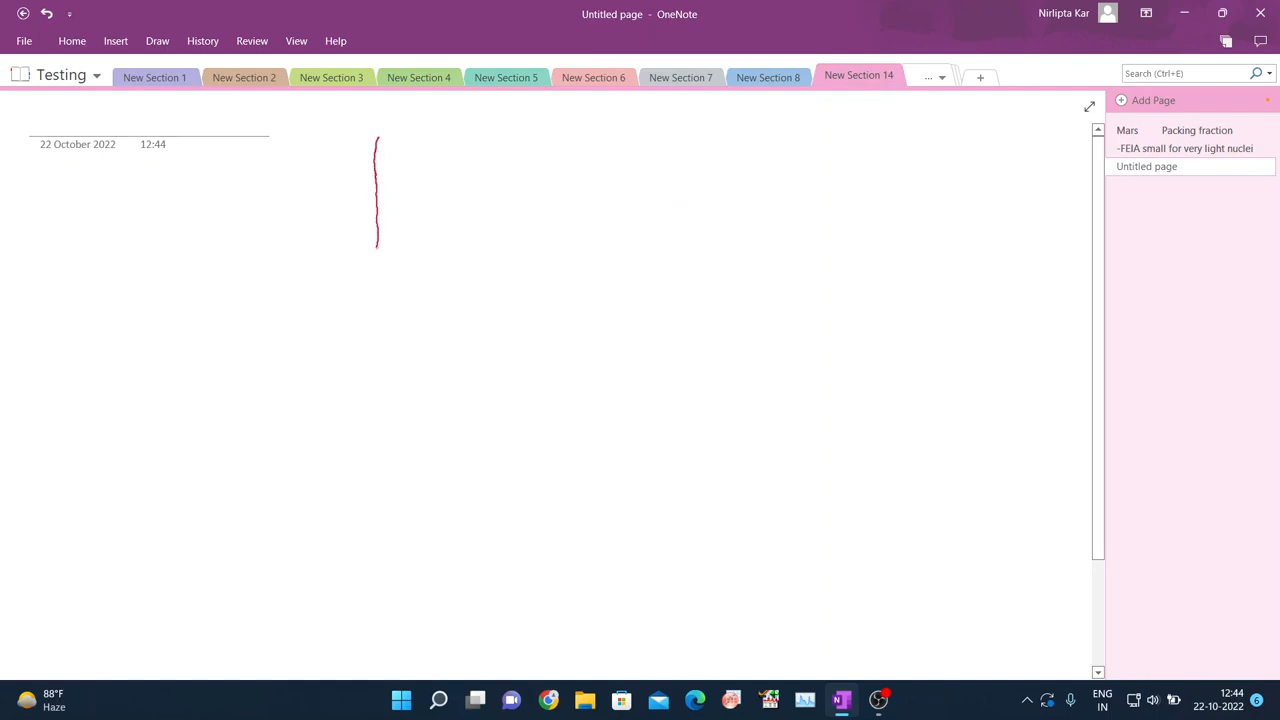 Untitled page - OneNote
Nirlipta Kar
File Home Insert Draw History Review View Help
Testing New Section 1 New Section 2 New Section 3 New Section 4 New Section 5 New Section 6 New Section 7 New Section 8 New Section 14 ... +
Search (Ctrl+E)
Add Page
22 October 2022 12:44
Mars Packing fraction
-FEIA small for very light nuclei
Untitled page
88°F
Haze
ENG
IN
12:44
22-10-2022
6